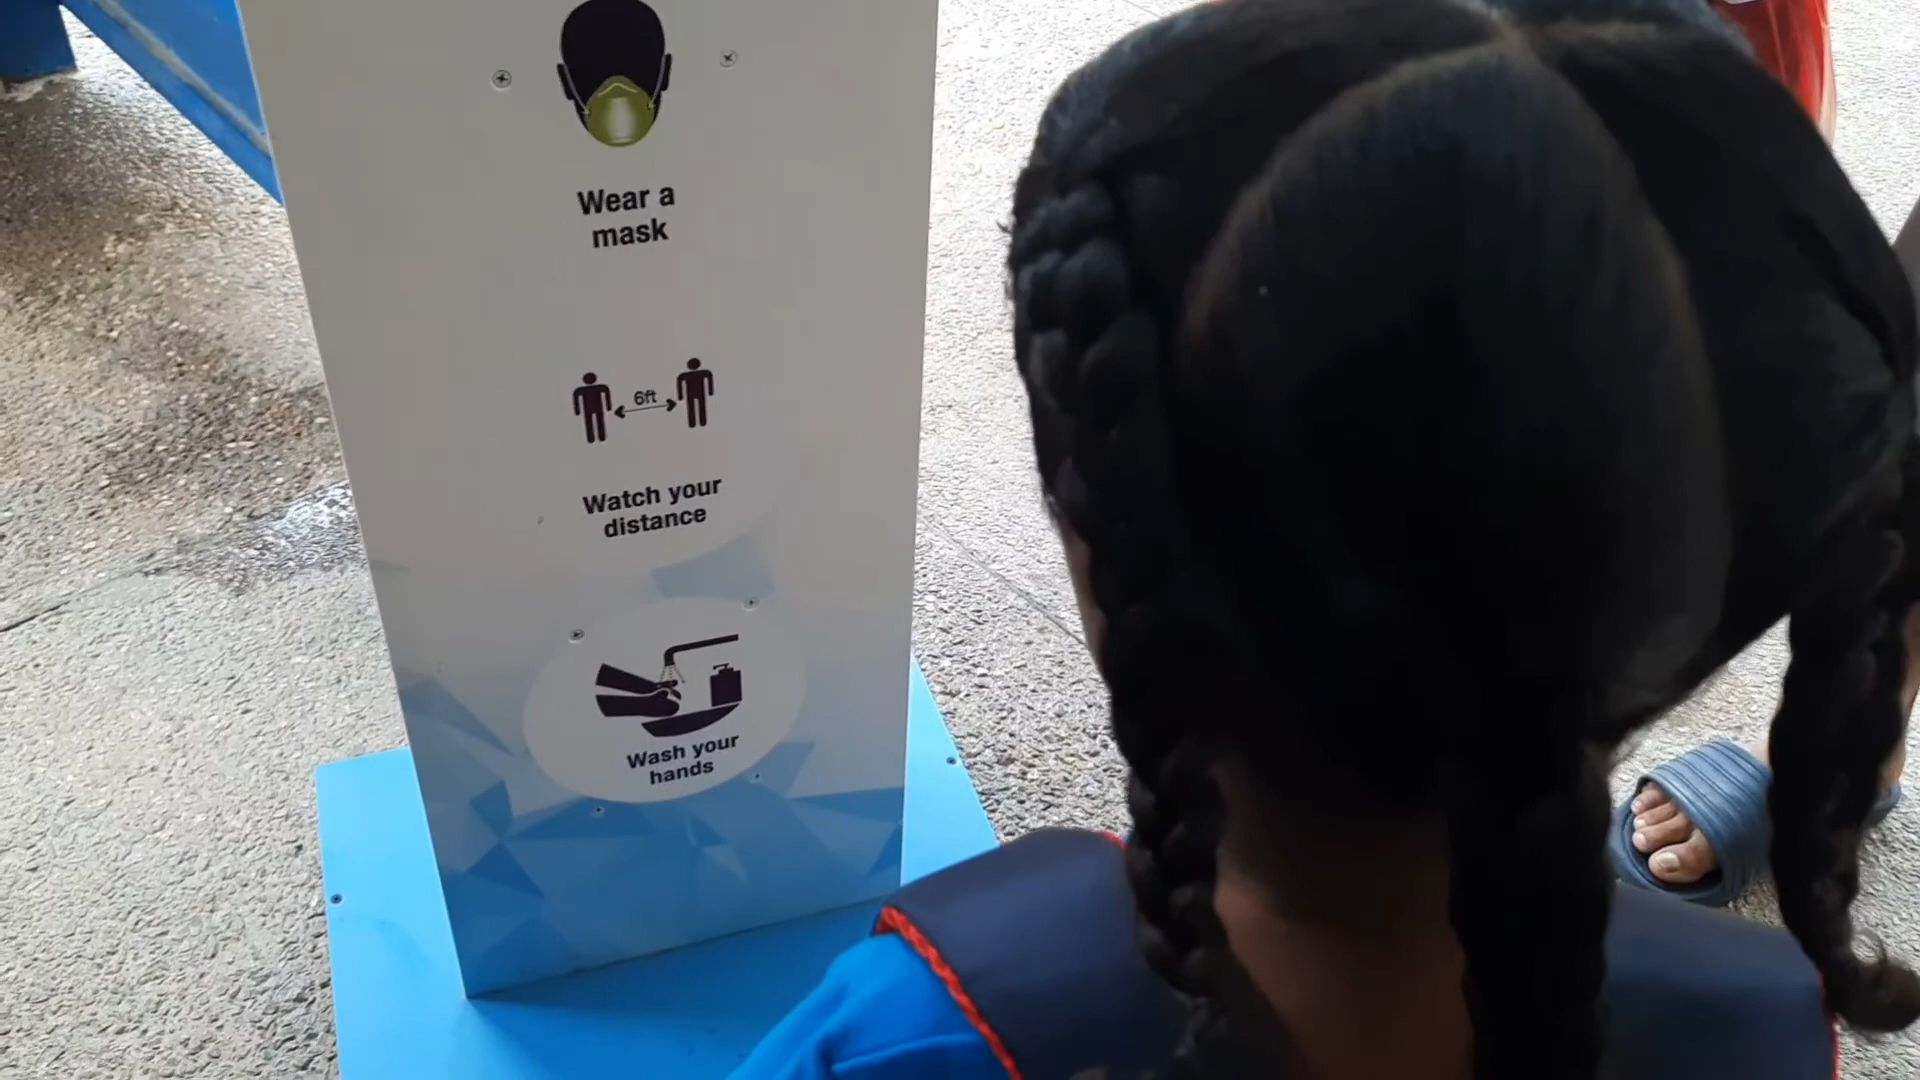 Wear a
mask
6ft
Watch your
distance
Wash your
hands